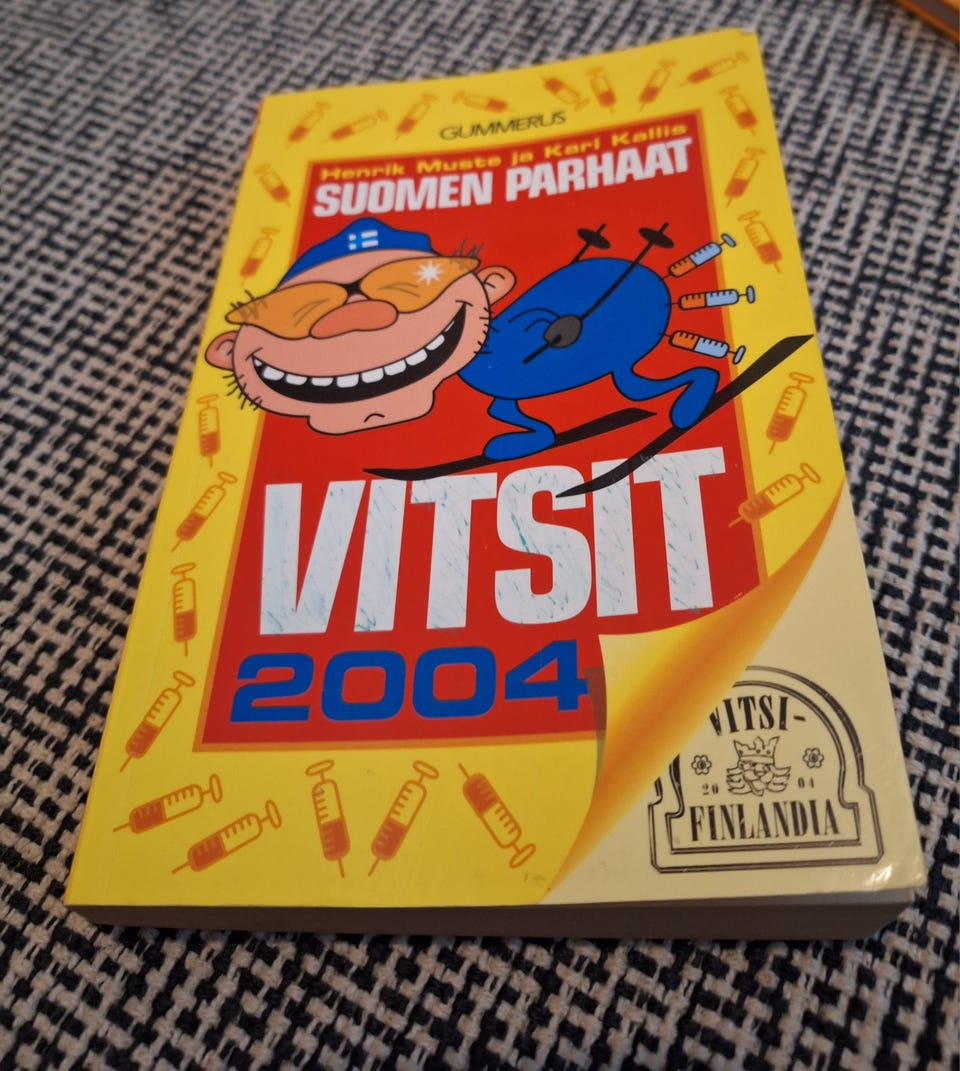 GUMMERUS
Henrik Muste ja Kari Kallis
SUOMEN PARHAAT
VITSIT
2004
VITSI-
20 04
FINLANDIA